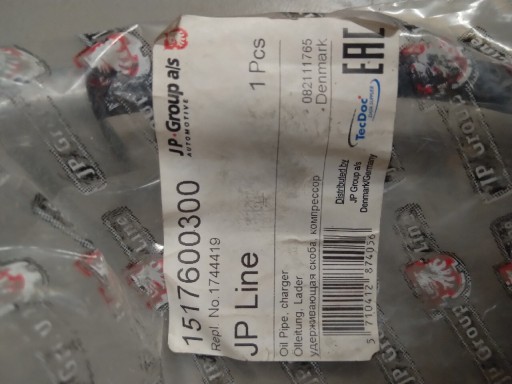 JP Group a/s
AUTOMOTIVE
1517600300
Repl. No.1744419
JP Line
1 Pcs
Oil Pipe, charger
Ölleitung, Lader
удерживающая скоба, компрессор
082111765
Denmark
EAC
TecDoc
Distributed by
JP Group a/s
Denmark/Germany
5 710412 874056